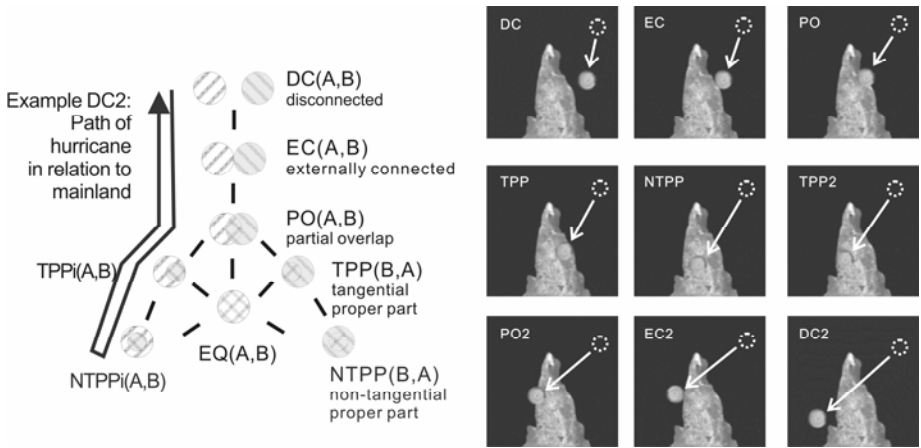 Example DC2:
Path of
hurricane
in relation to
mainland
DC(A,B)
disconnected
EC(A,B)
externally connected
PO(A,B)
partial overlap
TPPi(A,B)
TPP(B,A)
tangential
proper part
EQ(A,B)
NTPPi(A,B)
NTPP(B,A)
non-tangential
proper part
DC
EC
PO
TPP
NTPP
TPP2
PO2
EC2
DC2